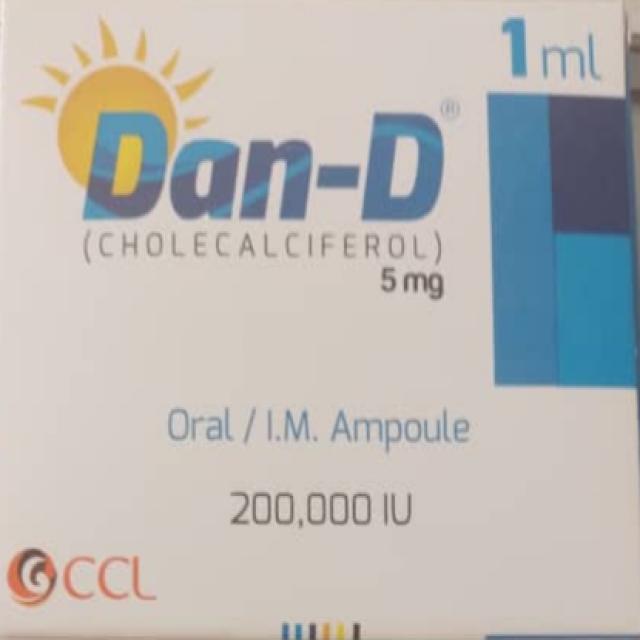 1 ml
Dan-D®
(CHOLECALCIFEROL)
5 mg
Oral / I.M. Ampoule
200,000 IU
CCL